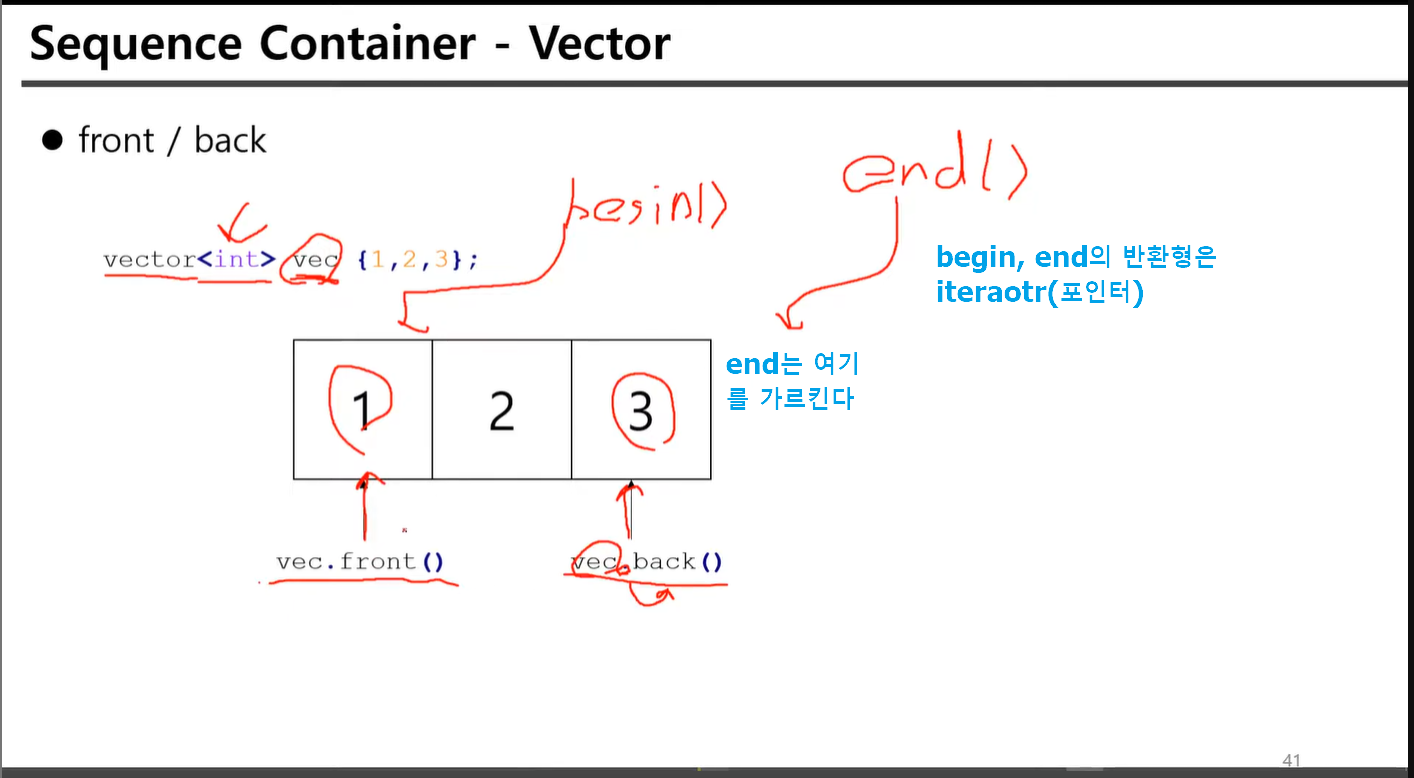 Sequence Container - Vector
● front / back
begin()
end()
vector<int> vec {1,2,3};
begin, end의 반환형은
iteraotr(포인터)
end는 여기
를 가르킨다
1 2 3
vec.front() vec.back()
41